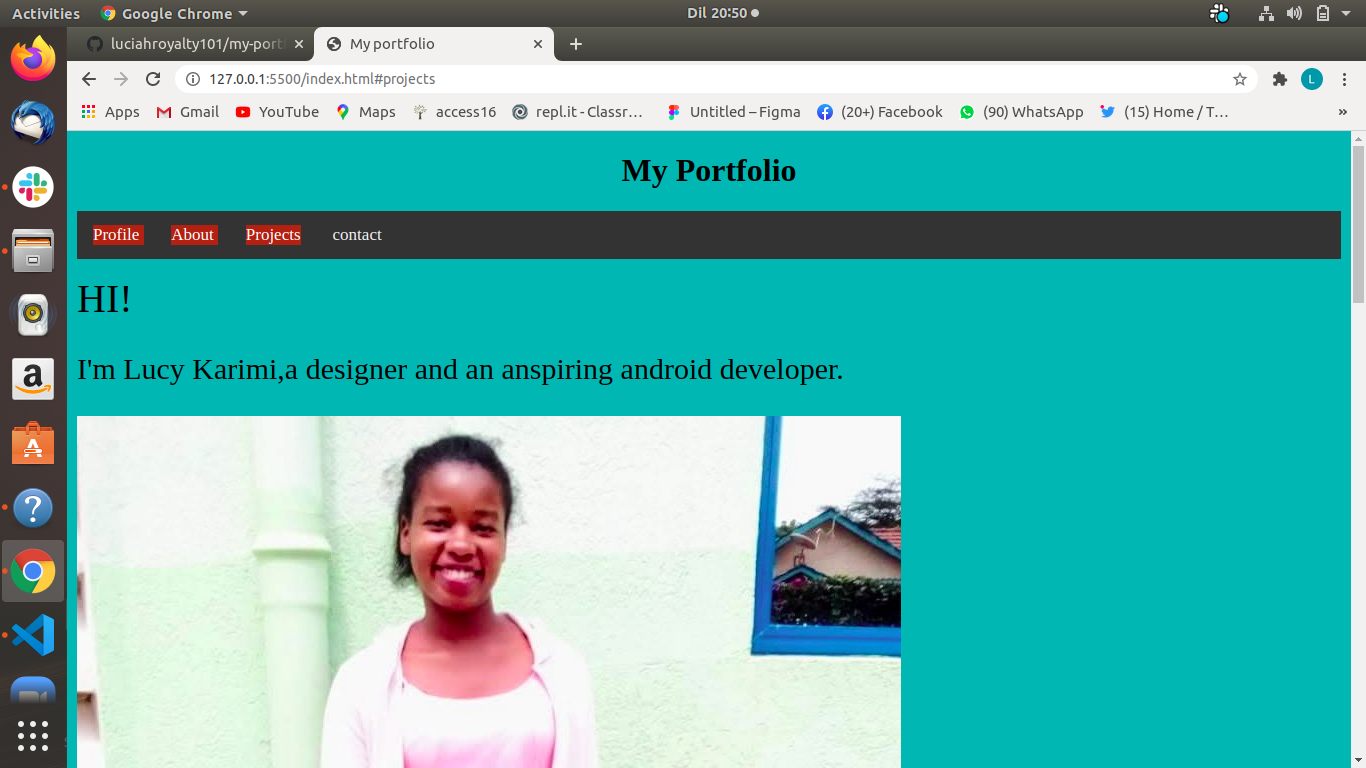 Activities Google Chrome Dil 20:50
luciahroyalty101/my-port My portfolio
127.0.0.1:5500/index.html#projects L
Apps Gmail YouTube Maps access16 repl.it - Classr… Untitled – Figma (20+) Facebook (90) WhatsApp (15) Home / T… »
My Portfolio
Profile About Projects contact
HI!
I'm Lucy Karimi,a designer and an anspiring android developer.